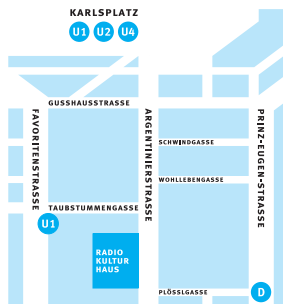 KARLSPLATZ
U1 U2 U4
GUSSHAUSSTRASSE
FAVORITENSTRASSE
ARGENTINIERSTRASSE
PRINZ-EUGEN-STRASSE
SCHWINDGASSE
WOHLLEBENGASSE
TAUBSTUMMENGASSE
U1
RADIO
KULTUR
HAUS
PLÖSSLGASSE
D